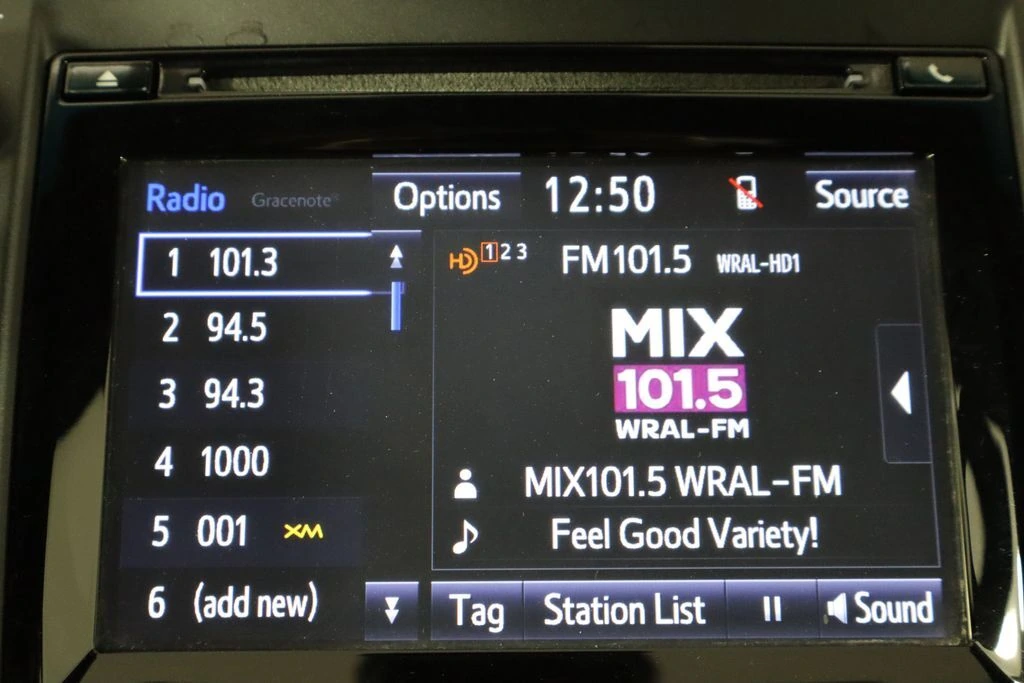 Radio Gracenote® Options 12:50 Source
1 101.3
2 94.5
3 94.3
4 1000
5 001 XM
6 (add new)
HD 1 2 3 FM101.5 WRAL-HD1
MIX
101.5
WRAL-FM
MIX101.5 WRAL-FM
Feel Good Variety!
Tag Station List Sound